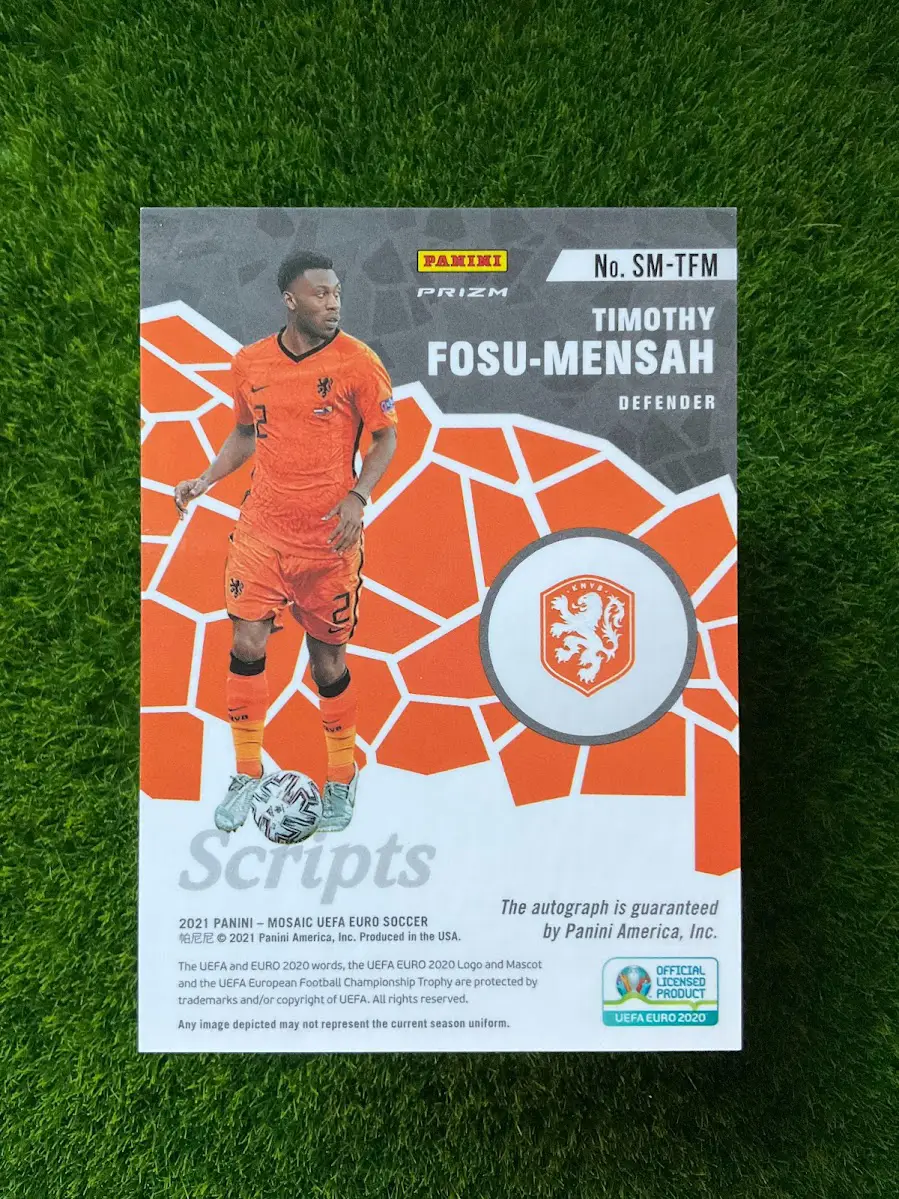 PANINI
PRIZM
No. SM-TFM
TIMOTHY
FOSU-MENSAH
DEFENDER
2
2
KNVB
Scripts
The autograph is guaranteed
by Panini America, Inc.
2021 PANINI – MOSAIC UEFA EURO SOCCER
帕尼尼 © 2021 Panini America, Inc. Produced in the USA.
The UEFA and EURO 2020 words, the UEFA EURO 2020 Logo and Mascot
and the UEFA European Football Championship Trophy are protected by
trademarks and/or copyright of UEFA. All rights reserved.
Any image depicted may not represent the current season uniform.
OFFICIAL
LICENSED
PRODUCT
UEFA EURO 2020